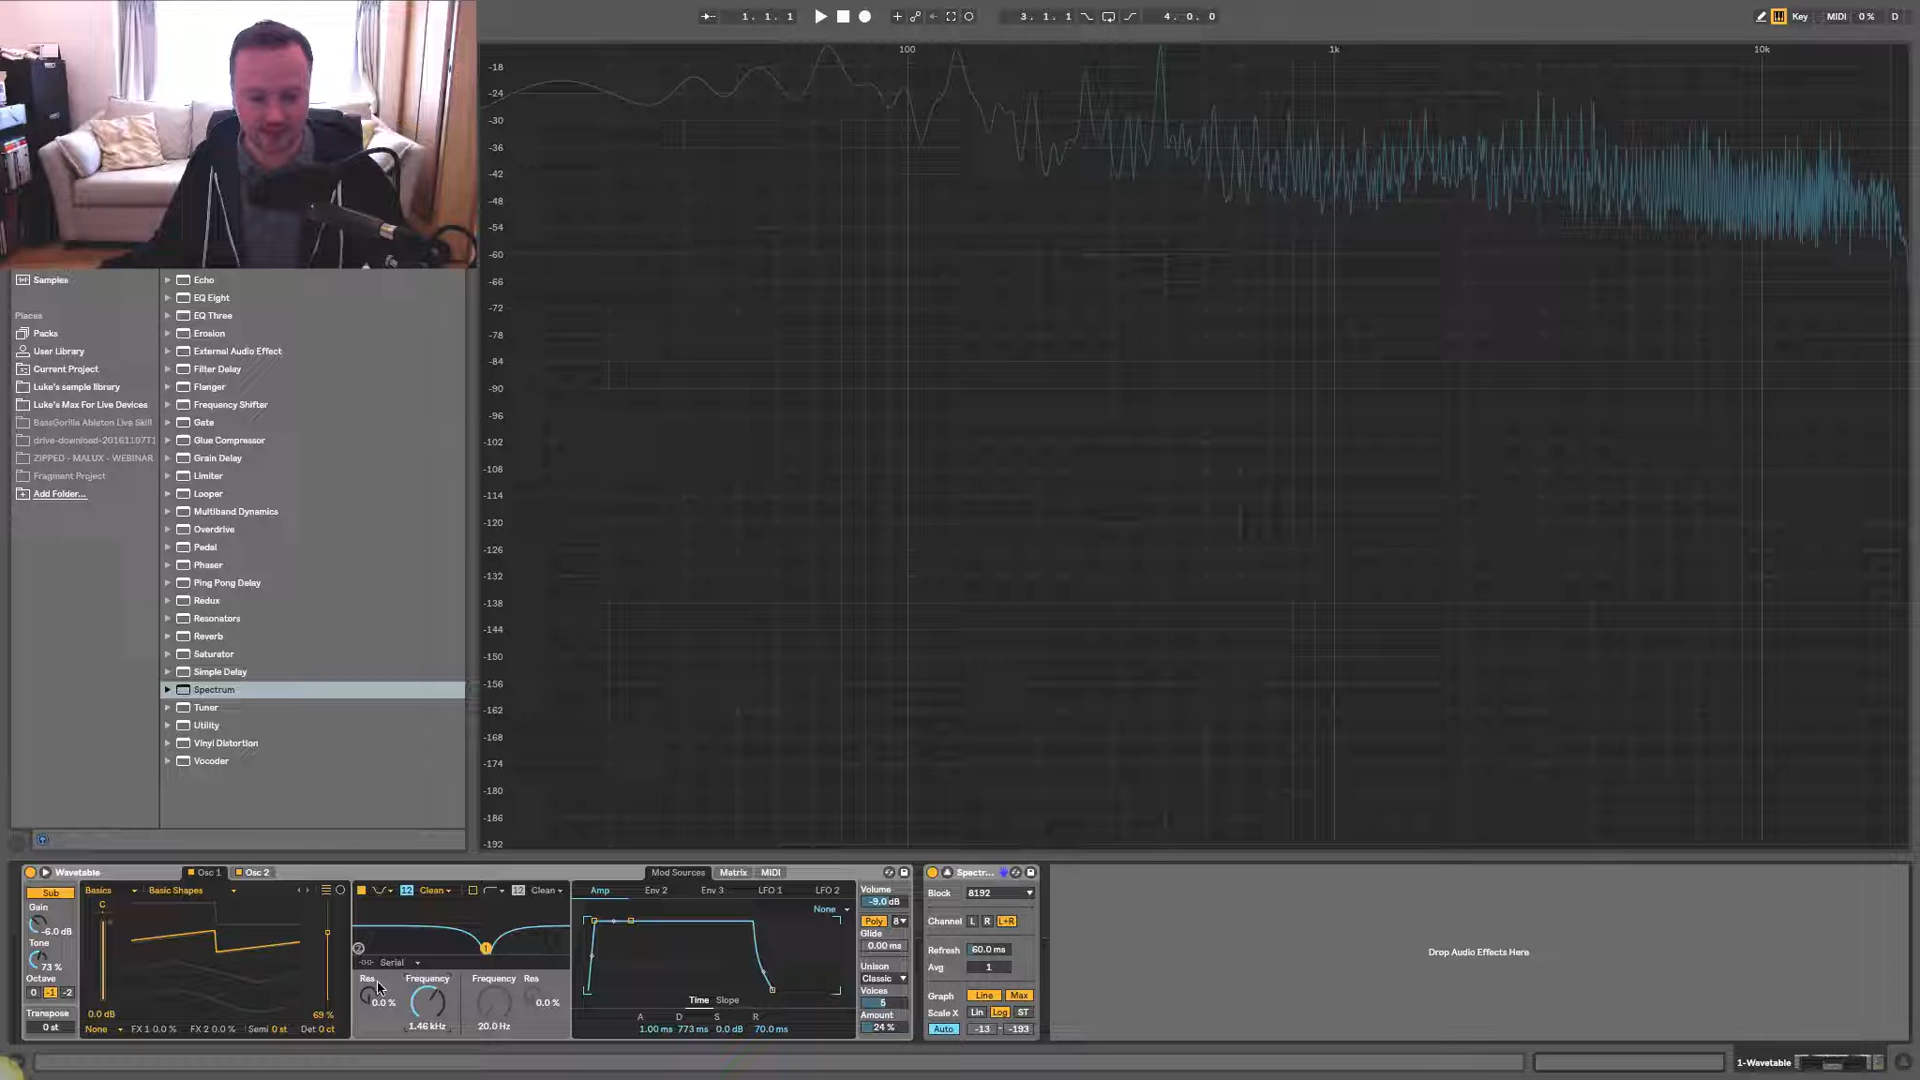 1. 1. 1
3. 1. 1
4. 0. 0
Key
MIDI
0 %
D
100
1k
10k
-18
-24
-30
-36
-42
-48
-54
-60
-66
-72
-78
-84
-90
-96
-102
-108
-114
-120
-126
-132
-138
-144
-150
-156
-162
-168
-174
-180
-186
-192
Samples
Places
Packs
User Library
Current Project
Luke's sample library
Luke's Max For Live Devices
BassGorilla Ableton Live Skill
drive-download-20161107T1
ZIPPED - MALUX - WEBINAR
Fragment Project
Add Folder...
Echo
EQ Eight
EQ Three
Erosion
External Audio Effect
Filter Delay
Flanger
Frequency Shifter
Gate
Glue Compressor
Grain Delay
Limiter
Looper
Multiband Dynamics
Overdrive
Pedal
Phaser
Ping Pong Delay
Redux
Resonators
Reverb
Saturator
Simple Delay
Spectrum
Tuner
Utility
Vinyl Distortion
Vocoder
Wavetable
Osc 1
Osc 2
Sub
Gain
-6.0 dB
Tone
73 %
Octave
0 -1 -2
Transpose
0 st
Basics
Basic Shapes
C
0.0 dB
69 %
None
FX 1 0.0 %
FX 2 0.0 %
Semi 0 st
Det 0 ct
12
Clean
12
Clean
2
1
Serial
Res
Frequency
Frequency
Res
0.0 %
1.46 kHz
20.0 Hz
0.0 %
Mod Sources
Matrix
MIDI
Amp
Env 2
Env 3
LFO 1
LFO 2
None
Time
Slope
A D S R
1.00 ms 773 ms 0.0 dB 70.0 ms
Volume
-9.0 dB
Poly
8
Glide
0.00 ms
Unison
Classic
Voices
5
Amount
24 %
Spectr...
Block
8192
Channel
L R L+R
Refresh
60.0 ms
Avg
1
Graph
Line
Max
Scale X
Lin
Log
ST
Auto
-13
-193
Drop Audio Effects Here
1-Wavetable